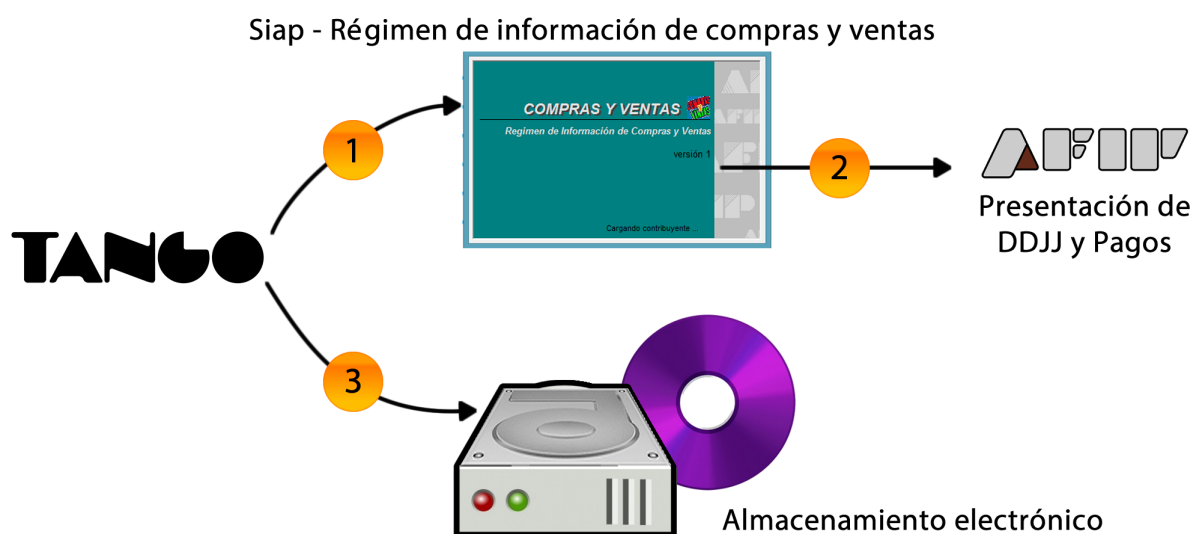 Siap - Régimen de información de compras y ventas
COMPRAS Y VENTAS
Regimen de Información de Compras y Ventas
versión 1
Cargando contribuyente ...
1
2
AFIP
Presentación de
DDJJ y Pagos
TANGO
3
Almacenamiento electrónico